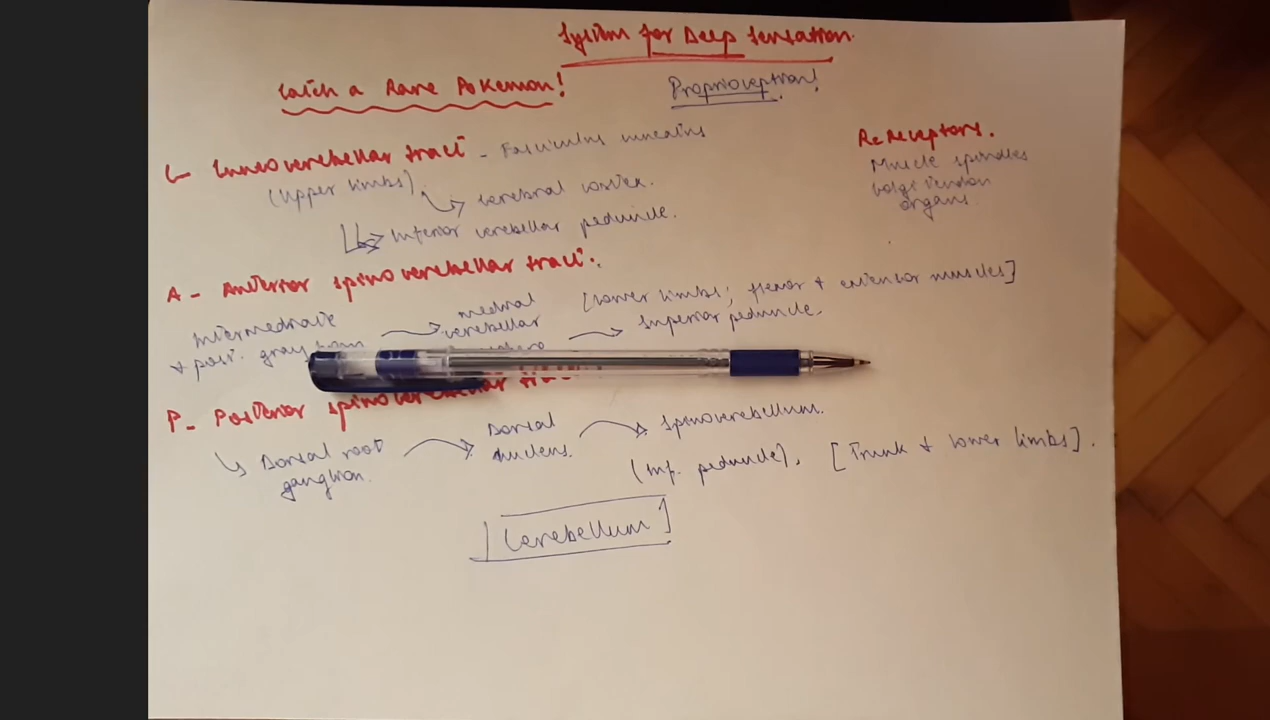 System for Deep Sensation.
Catch a Rare Pokemon!
Proprioception!
C- Cuneocerebellar tract - Fasciculus cuneatus
(Upper limbs).
cerebral cortex.
Inferior cerebellar peduncle.
Re Receptors.
Muscle spindles
Golgi tendon
organs.
A- Anterior spinocerebellar tract.
[Lower limbs; flexor + extensor muscles]
Intermediate
+ post. gray horn
medial
cerebellar
Superior peduncle.
P- Posterior spinocerebellar
Dorsal root
ganglion.
Dorsal
nucleus.
Spinocerebellum.
(inf. peduncle), [Trunk + lower limbs].
[Cerebellum]